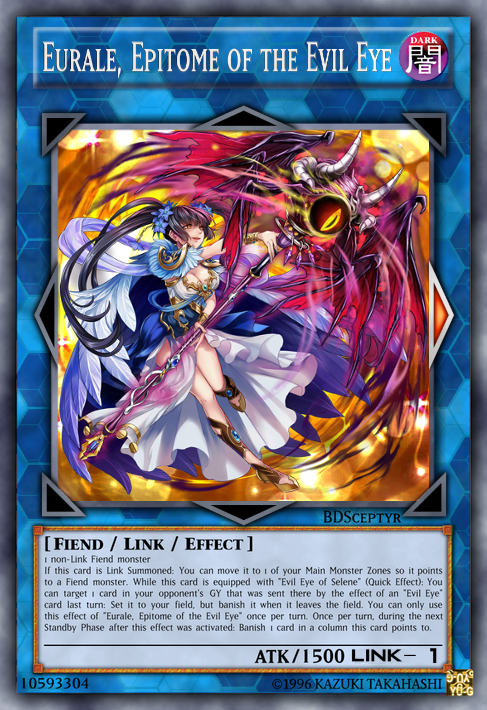 EURALE, EPITOME OF THE EVIL EYE
DARK
闇
BDSCEPTYR
[ FIEND / LINK / EFFECT ]
1 non-Link Fiend monster
If this card is Link Summoned: You can move it to 1 of your Main Monster Zones so it points
to a Fiend monster. While this card is equipped with "Evil Eye of Selene" (Quick Effect): You
can target 1 card in your opponent's GY that was sent there by the effect of an "Evil Eye"
card last turn: Set it to your field, but banish it when it leaves the field. You can only use
this effect of "Eurale, Epitome of the Evil Eye" once per turn. Once per turn, during the next
Standby Phase after this effect was activated: Banish 1 card in a column this card points to.
ATK/1500 LINK- 1
10593304 ©1996 KAZUKI TAKAHASHI